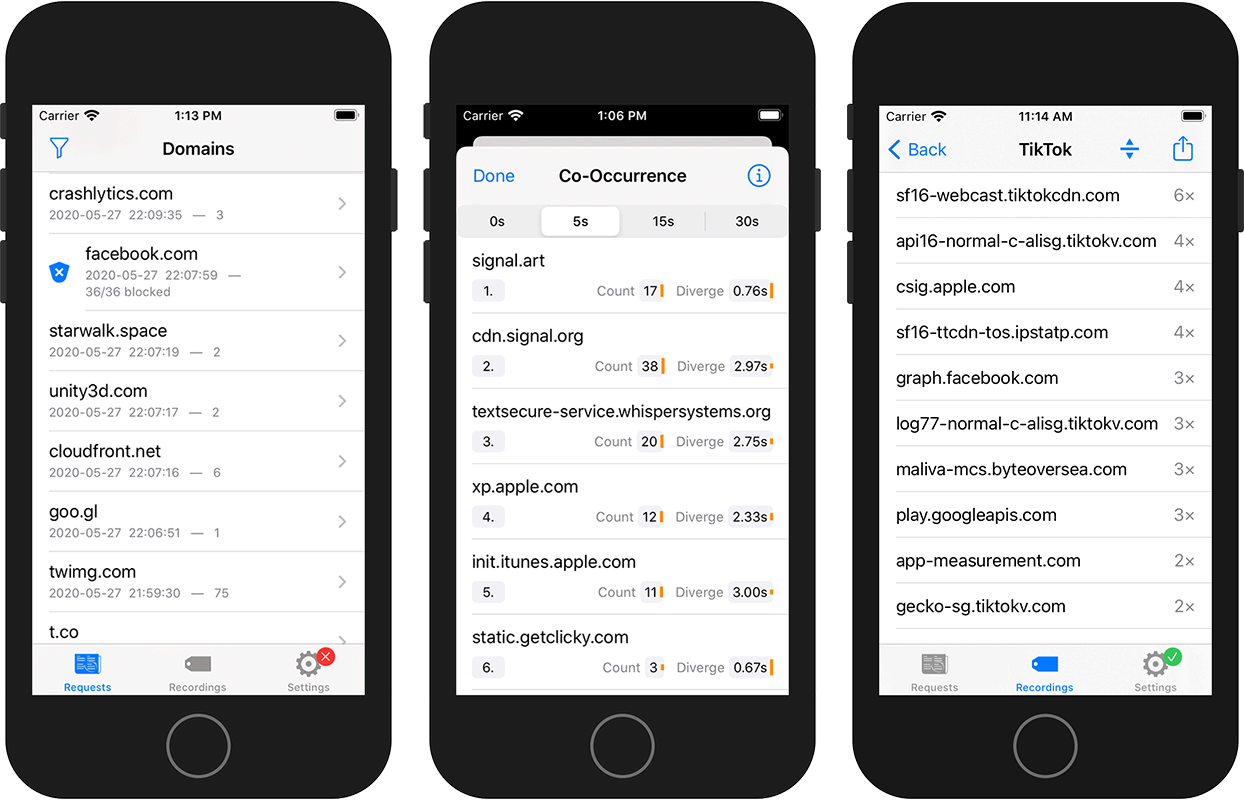 Carrier 1:13 PM
Domains
crashlytics.com
2020-05-27 22:09:35 — 3
facebook.com
2020-05-27 22:07:59 —
36/36 blocked
starwalk.space
2020-05-27 22:07:19 — 2
unity3d.com
2020-05-27 22:07:17 — 2
cloudfront.net
2020-05-27 22:07:16 — 6
goo.gl
2020-05-27 22:06:51 — 1
twimg.com
2020-05-27 21:59:30 — 75
t.co
Requests Recordings Settings
Carrier 1:06 PM
Done Co-Occurrence
0s 5s 15s 30s
signal.art
1. Count 17 Diverge 0.76s
cdn.signal.org
2. Count 38 Diverge 2.97s
textsecure-service.whispersystems.org
3. Count 20 Diverge 2.75s
xp.apple.com
4. Count 12 Diverge 2.33s
init.itunes.apple.com
5. Count 11 Diverge 3.00s
static.getclicky.com
6. Count 3 Diverge 0.67s
Carrier 11:14 AM
Back TikTok
sf16-webcast.tiktokcdn.com 6×
api16-normal-c-alisg.tiktokv.com 4×
csig.apple.com 4×
sf16-ttcdn-tos.ipstatp.com 4×
graph.facebook.com 3×
log77-normal-c-alisg.tiktokv.com 3×
maliva-mcs.byteoversea.com 3×
play.googleapis.com 3×
app-measurement.com 2×
gecko-sg.tiktokv.com 2×
Requests Recordings Settings